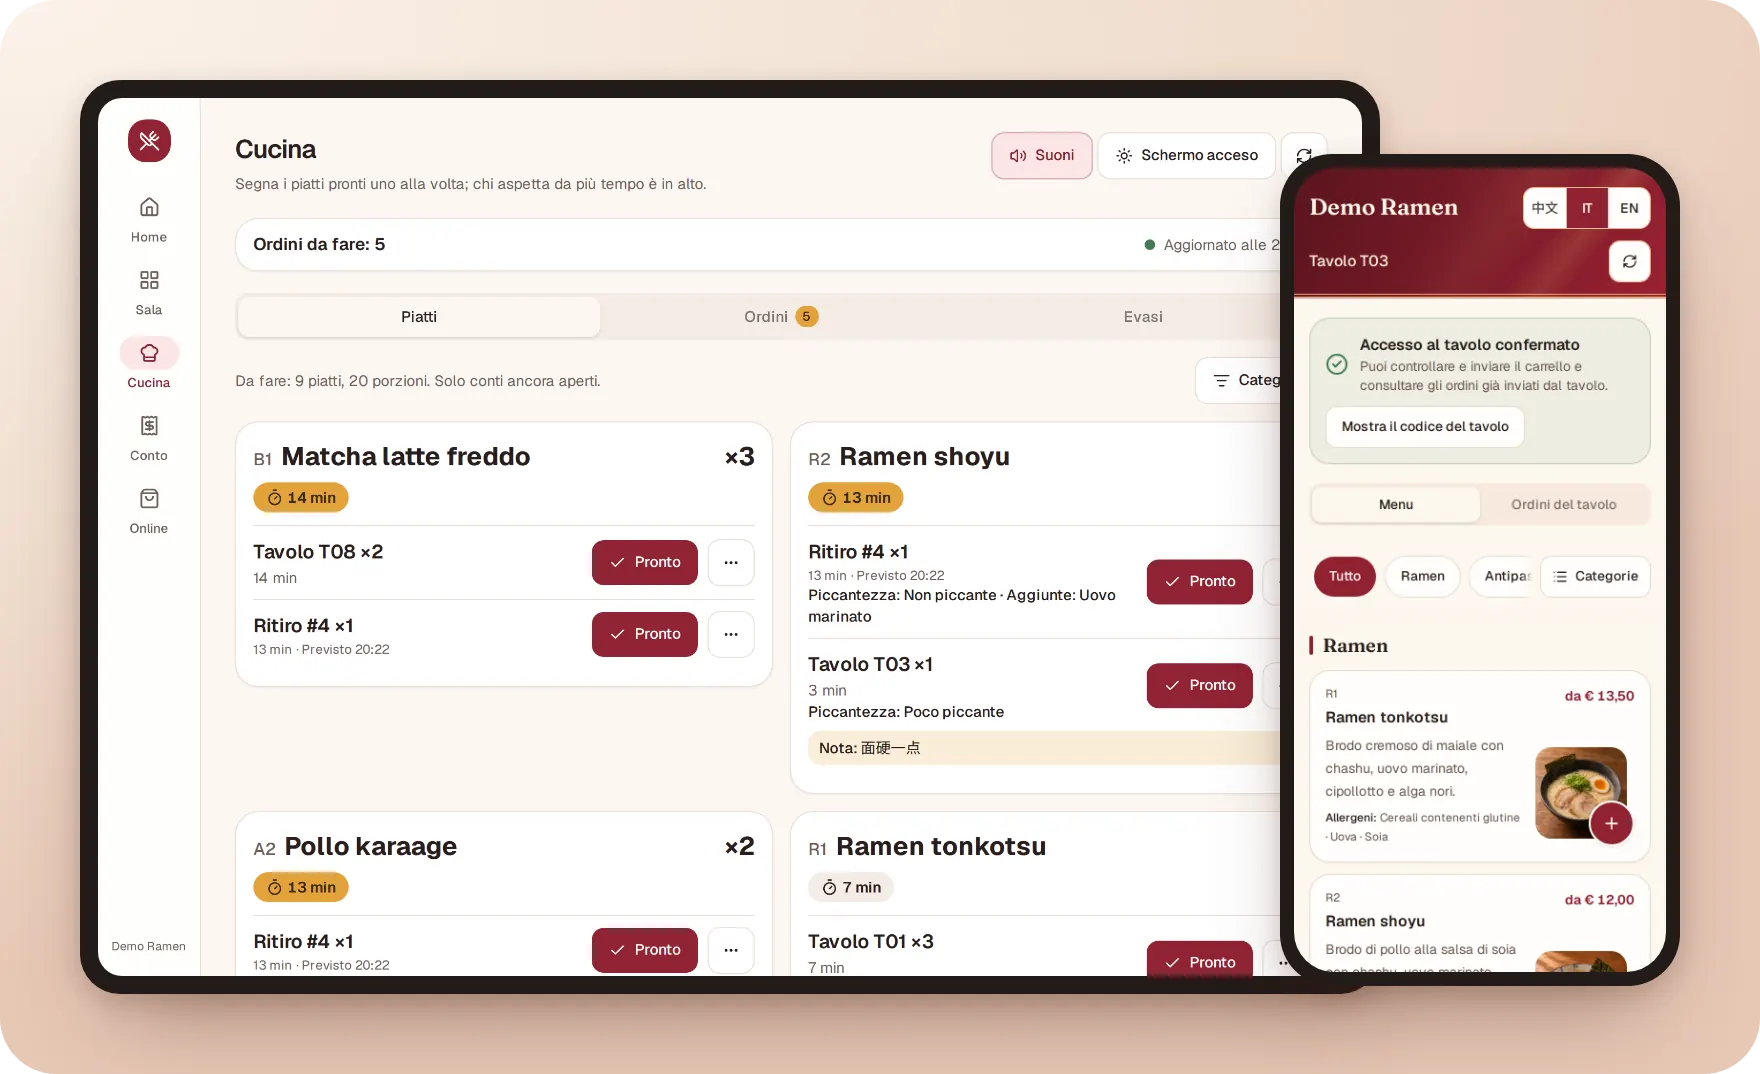 Cucina
Segna i piatti pronti uno alla volta; chi aspetta da più tempo è in alto.
Suoni
Schermo acceso
Home
Sala
Cucina
Conto
Online
Demo Ramen
Ordini da fare: 5
Aggiornato alle 2
Piatti
Ordini 5
Evasi
Da fare: 9 piatti, 20 porzioni. Solo conti ancora aperti.
Categ
B1 Matcha latte freddo ×3
14 min
Tavolo T08 ×2
14 min
Pronto
Ritiro #4 ×1
13 min · Previsto 20:22
Pronto
R2 Ramen shoyu
13 min
Ritiro #4 ×1
13 min · Previsto 20:22
Piccantezza: Non piccante · Aggiunte: Uovo
marinato
Pronto
Tavolo T03 ×1
3 min
Piccantezza: Poco piccante
Pronto
Nota: 面硬一点
A2 Pollo karaage ×2
13 min
Ritiro #4 ×1
13 min · Previsto 20:22
Pronto
R1 Ramen tonkotsu
7 min
Tavolo T01 ×3
7 min
Pronto
Demo Ramen
中文 IT EN
Tavolo T03
Accesso al tavolo confermato
Puoi controllare e inviare il carrello e
consultare gli ordini già inviati dal tavolo.
Mostra il codice del tavolo
Menu
Ordini del tavolo
Tutto
Ramen
Antipas
Categorie
Ramen
R1
da € 13,50
Ramen tonkotsu
Brodo cremoso di maiale con
chashu, uovo marinato,
cipollotto e alga nori.
Allergeni: Cereali contenenti glutine
· Uova · Soia
R2
da € 12,00
Ramen shoyu
Brodo di pollo alla salsa di soia
con chashu, uovo marinato